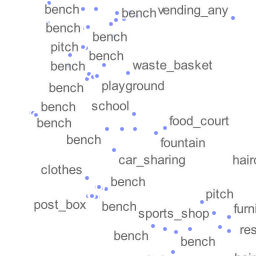 bench
bench
vending_any
bench
bench
pitch
bench
bench
waste_basket
bench
playground
bench
school
bench
food_court
bench
fountain
car_sharing
hair
clothes
bench
pitch
post_box
bench
sports_shop
furni
bench
bench
res
hair